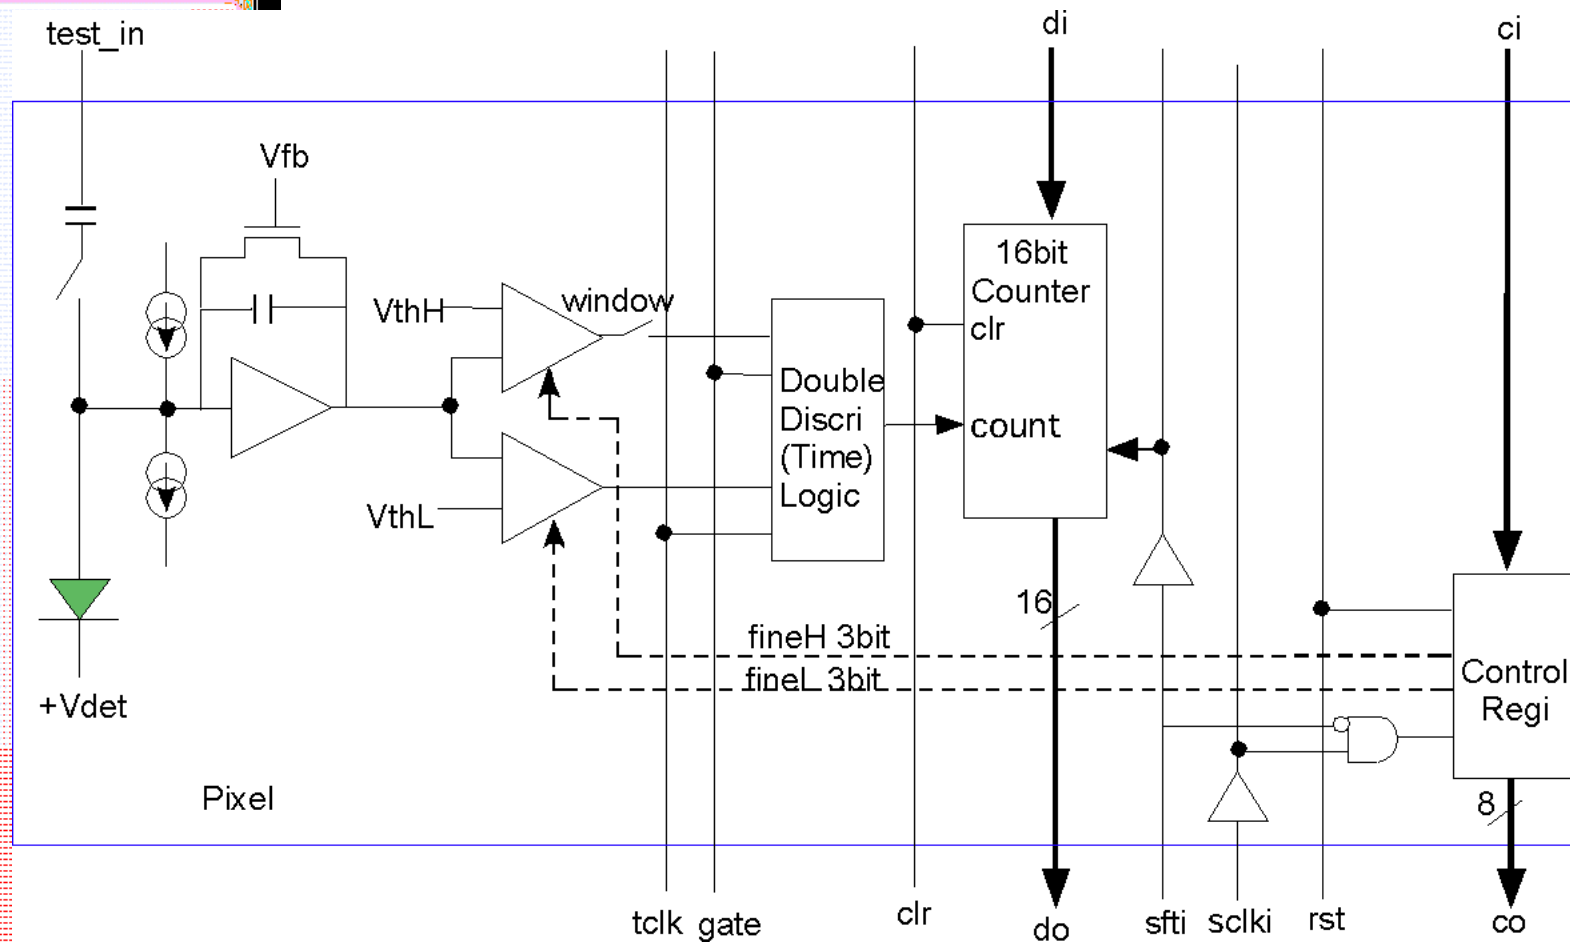 test_in
di
ci
Vfb
VthH
window
16bit
Counter
clr
Double
Discri
(Time)
Logic
count
VthL
16
fineH 3bit
fineL 3bit
Control
Regi
+Vdet
Pixel
8
tclk
gate
clr
do
sfti
sclki
rst
co